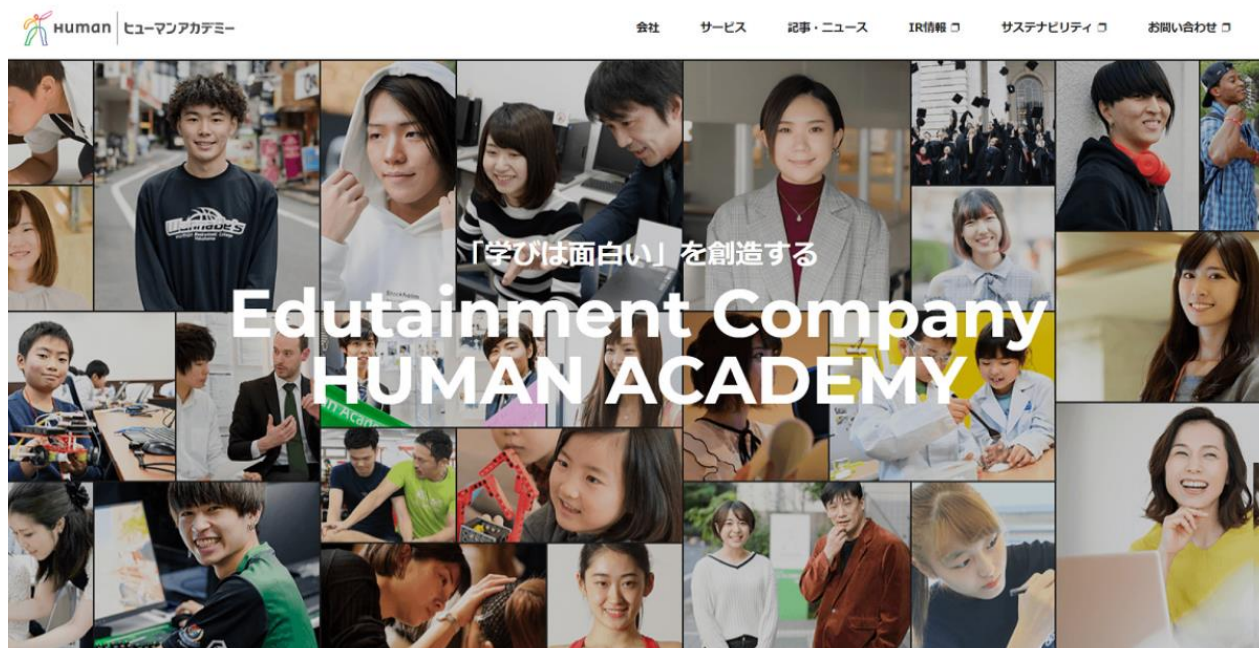 Human
ヒューマンアカデミー
会社
サービス
記事・ニュース
IR情報
サステナビリティ
お問い合わせ
Wannabe's
「学びは面白い」を創造する
Edutainment Company
HUMAN ACADEMY